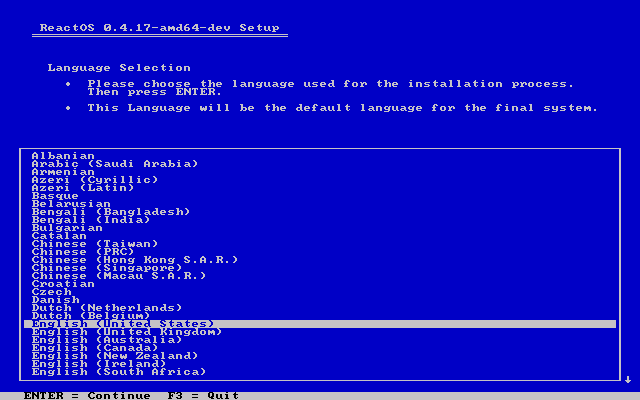 ReactOS 0.4.17-amd64-dev Setup
Language Selection
• Please choose the language used for the installation process.
Then press ENTER.
• This Language will be the default language for the final system.
Albanian
Arabic (Saudi Arabia)
Armenian
Azeri (Cyrillic)
Azeri (Latin)
Basque
Belarusian
Bengali (Bangladesh)
Bengali (India)
Bulgarian
Catalan
Chinese (Taiwan)
Chinese (PRC)
Chinese (Hong Kong S.A.R.)
Chinese (Singapore)
Chinese (Macau S.A.R.)
Croatian
Czech
Danish
Dutch (Netherlands)
Dutch (Belgium)
English (United States)
English (United Kingdom)
English (Australia)
English (Canada)
English (New Zealand)
English (Ireland)
English (South Africa)
ENTER = Continue  F3 = Quit